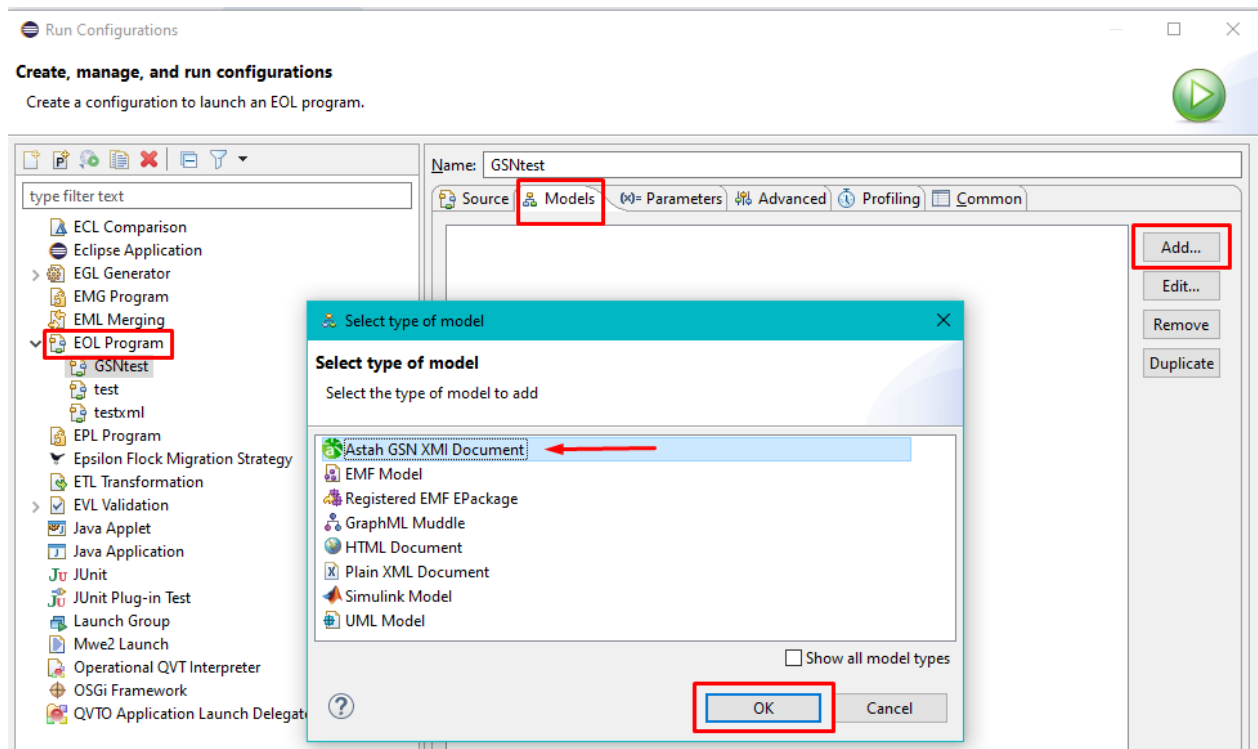 Run Configurations
Create, manage, and run configurations
Create a configuration to launch an EOL program.
type filter text
ECL Comparison
Eclipse Application
EGL Generator
EMG Program
EML Merging
EOL Program
GSNtest
test
testxml
EPL Program
Epsilon Flock Migration Strategy
ETL Transformation
EVL Validation
Java Applet
Java Application
JUnit
JUnit Plug-in Test
Launch Group
Mwe2 Launch
Operational QVT Interpreter
OSGi Framework
QVTO Application Launch Delegat
Name: GSNtest
Source Models (x)= Parameters Advanced Profiling Common
Add...
Edit...
Remove
Duplicate
Select type of model
Select type of model
Select the type of model to add
Astah GSN XMI Document
EMF Model
Registered EMF EPackage
GraphML Muddle
HTML Document
Plain XML Document
Simulink Model
UML Model
Show all model types
OK Cancel